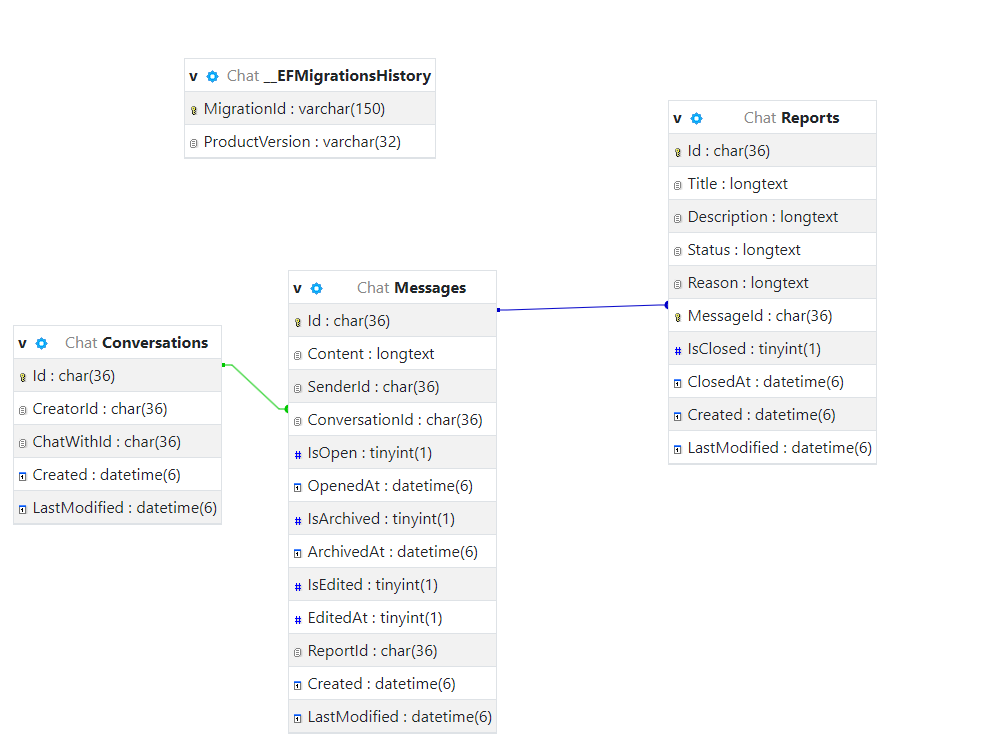 v Chat __EFMigrationsHistory
MigrationId : varchar(150)
ProductVersion : varchar(32)
v Chat Reports
Id : char(36)
Title : longtext
Description : longtext
Status : longtext
Reason : longtext
MessageId : char(36)
# IsClosed : tinyint(1)
ClosedAt : datetime(6)
Created : datetime(6)
LastModified : datetime(6)
v Chat Messages
Id : char(36)
Content : longtext
SenderId : char(36)
ConversationId : char(36)
# IsOpen : tinyint(1)
OpenedAt : datetime(6)
# IsArchived : tinyint(1)
ArchivedAt : datetime(6)
# IsEdited : tinyint(1)
# EditedAt : tinyint(1)
ReportId : char(36)
Created : datetime(6)
LastModified : datetime(6)
v Chat Conversations
Id : char(36)
CreatorId : char(36)
ChatWithId : char(36)
Created : datetime(6)
LastModified : datetime(6)